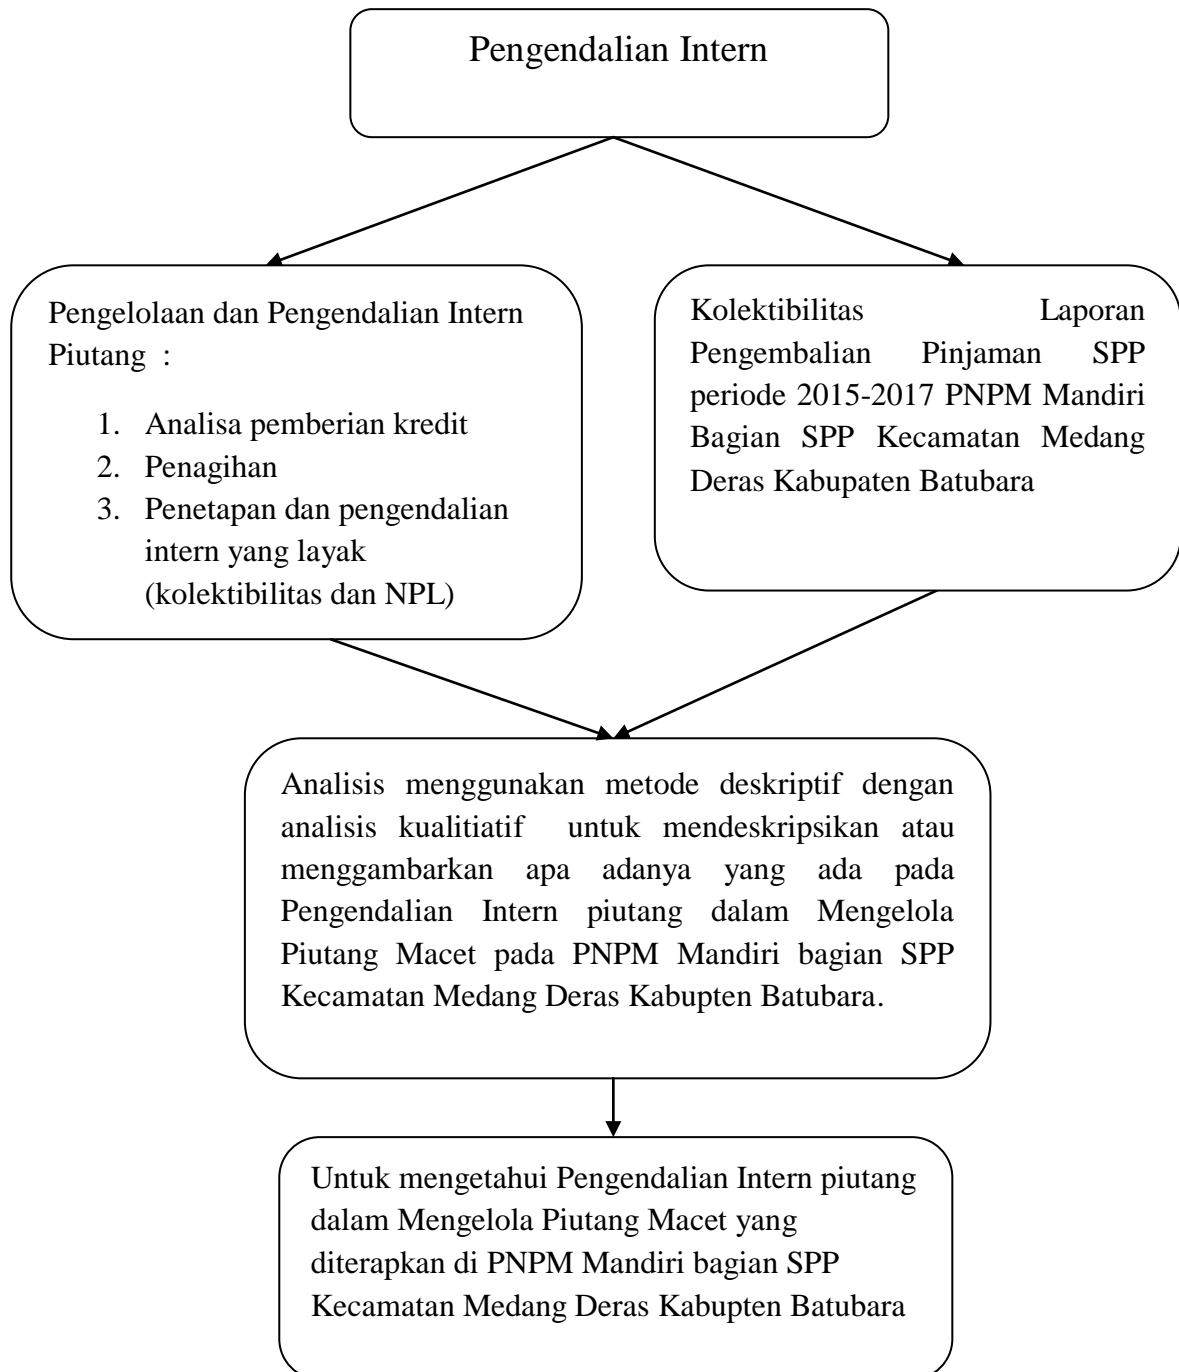 Pengendalian Intern
Pengelolaan dan Pengendalian Intern
Piutang :
1. Analisa pemberian kredit
2. Penagihan
3. Penetapan dan pengendalian
intern yang layak
(kolektibilitas dan NPL)
Kolektibilitas Laporan
Pengembalian Pinjaman SPP
periode 2015-2017 PNPM Mandiri
Bagian SPP Kecamatan Medang
Deras Kabupaten Batubara
Analisis menggunakan metode deskriptif dengan
analisis kualitiatif untuk mendeskripsikan atau
menggambarkan apa adanya yang ada pada
Pengendalian Intern piutang dalam Mengelola
Piutang Macet pada PNPM Mandiri bagian SPP
Kecamatan Medang Deras Kabupten Batubara.
Untuk mengetahui Pengendalian Intern piutang
dalam Mengelola Piutang Macet yang
diterapkan di PNPM Mandiri bagian SPP
Kecamatan Medang Deras Kabupten Batubara